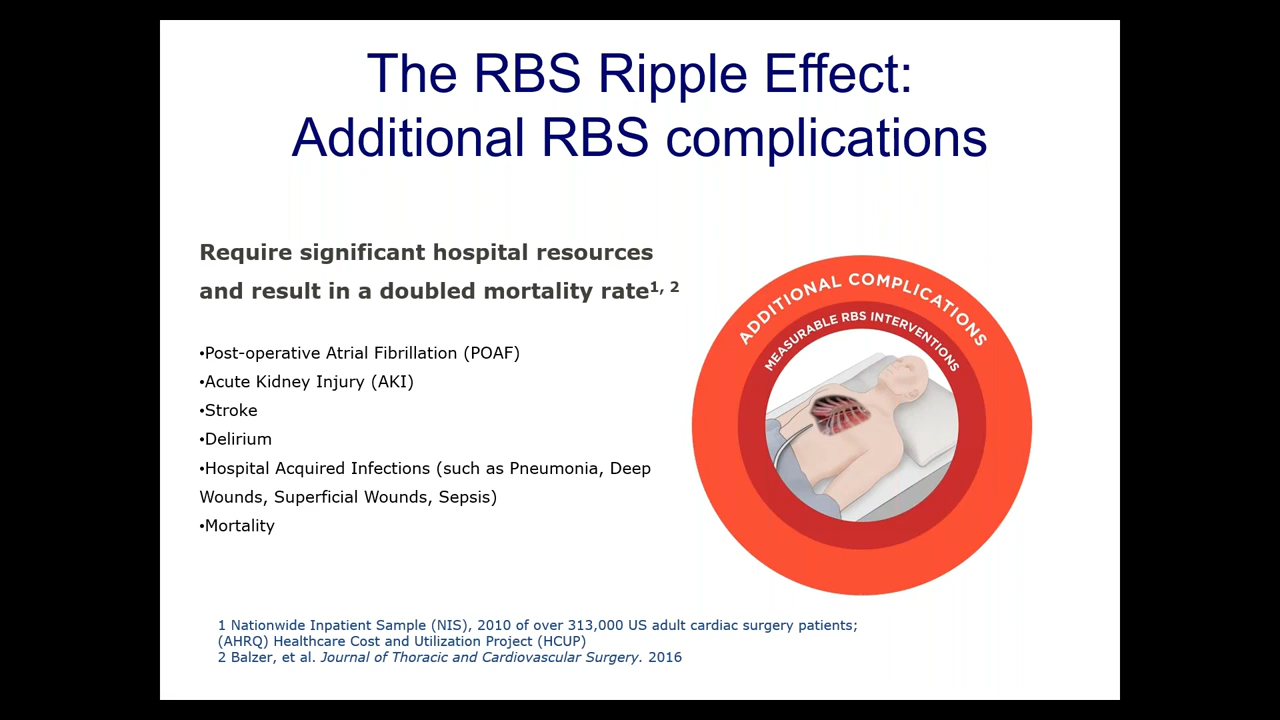 The RBS Ripple Effect:
Additional RBS complications
Require significant hospital resources
and result in a doubled mortality rate1, 2
•Post-operative Atrial Fibrillation (POAF)
•Acute Kidney Injury (AKI)
•Stroke
•Delirium
•Hospital Acquired Infections (such as Pneumonia, Deep
Wounds, Superficial Wounds, Sepsis)
•Mortality
ADDITIONAL COMPLICATIONS
MEASURABLE RBS INTERVENTIONS
1 Nationwide Inpatient Sample (NIS), 2010 of over 313,000 US adult cardiac surgery patients;
(AHRQ) Healthcare Cost and Utilization Project (HCUP)
2 Balzer, et al. Journal of Thoracic and Cardiovascular Surgery. 2016